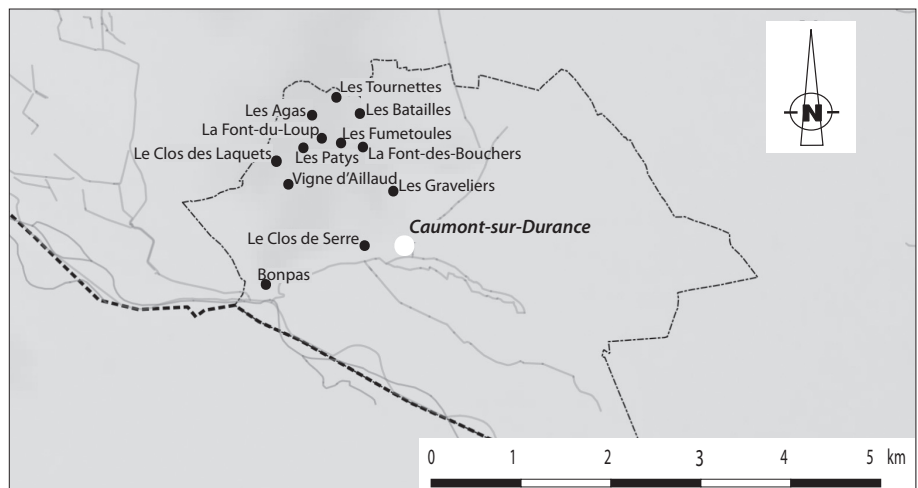 N
Les Tournettes
Les Agas
Les Batailles
La Font-du-Loup
Les Fumetoules
Le Clos des Laquets
Les Patys
La Font-des-Bouchers
Vigne d'Aillaud
Les Graveliers
Caumont-sur-Durance
Le Clos de Serre
Bonpas
0 1 2 3 4 5 km